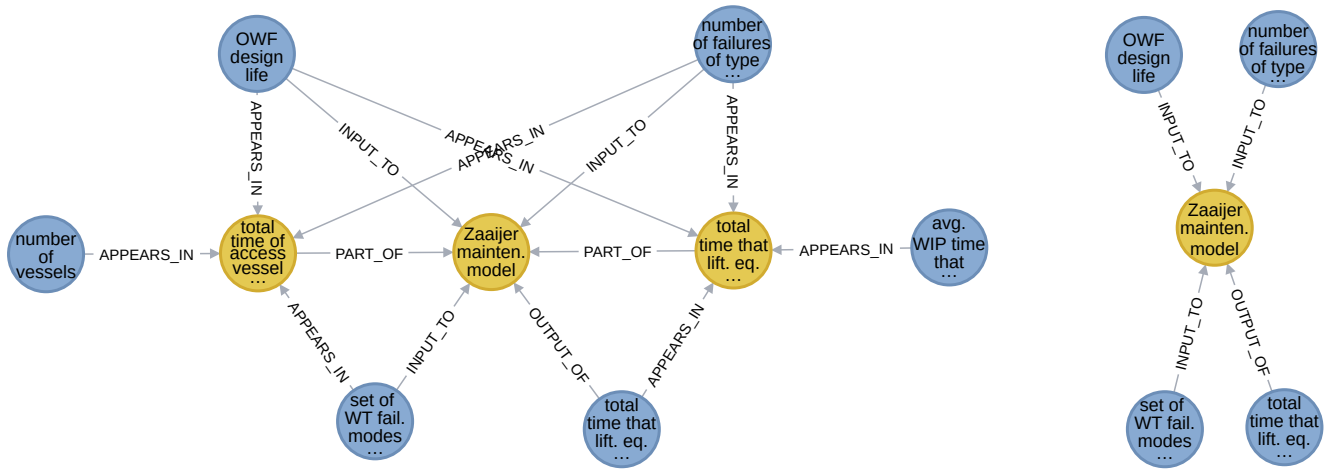 OWF
design
life
number
of failures
of type
...
APPEARS_IN
INPUT_TO
APPEARS_IN
APPEARS_IN
INPUT_TO
APPEARS_IN
number
of
vessels
APPEARS_IN
total
time of
access
vessel
...
PART_OF
Zaaijer
mainten.
model
PART_OF
total
time that
lift. eq.
...
APPEARS_IN
avg.
WIP time
that
...
APPEARS_IN
INPUT_TO
OUTPUT_OF
APPEARS_IN
set of
WT fail.
modes
...
total
time that
lift. eq.
...
OWF
design
life
number
of failures
of type
...
INPUT_TO
INPUT_TO
Zaaijer
mainten.
model
INPUT_TO
OUTPUT_OF
set of
WT fail.
modes
...
total
time that
lift. eq.
...